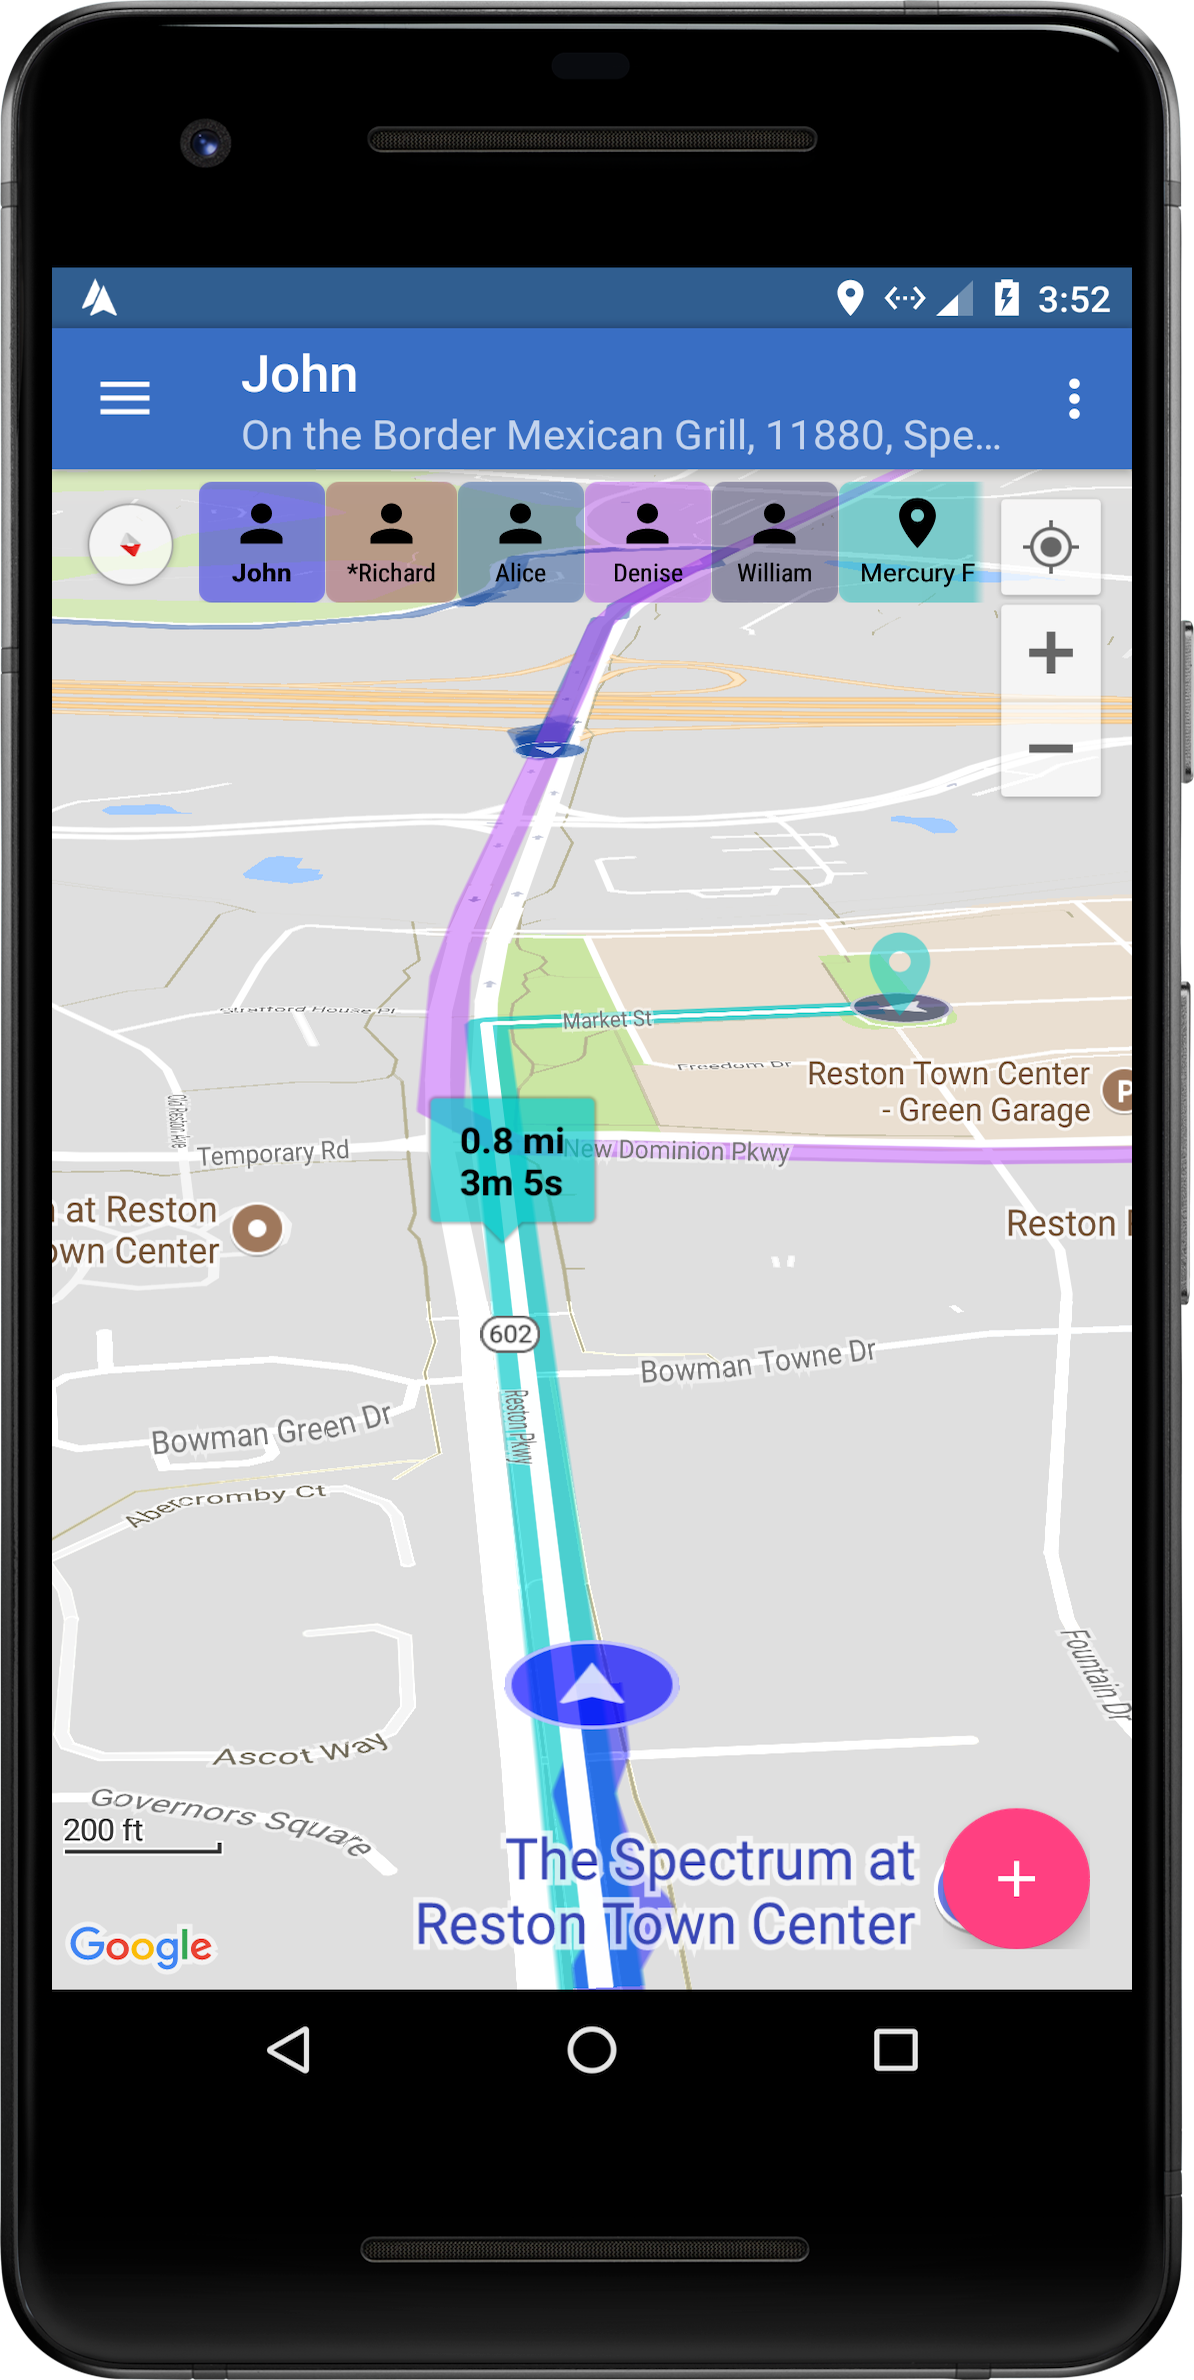 3:52
John
On the Border Mexican Grill, 11880, Spe...
John
*Richard
Alice
Denise
William
Mercury F
Market St
Stratford House Pl
Freedom Dr
Reston Town Center
- Green Garage
P
Old Reston Ave
0.8 mi
3m 5s
New Dominion Pkwy
Temporary Rd
at Reston
own Center
Reston
602
Bowman Towne Dr
Reston Pkwy
Bowman Green Dr
Abercromby Ct
Fountain Dr
Ascot Way
Governors Square
200 ft
The Spectrum at
Reston Town Center
Google